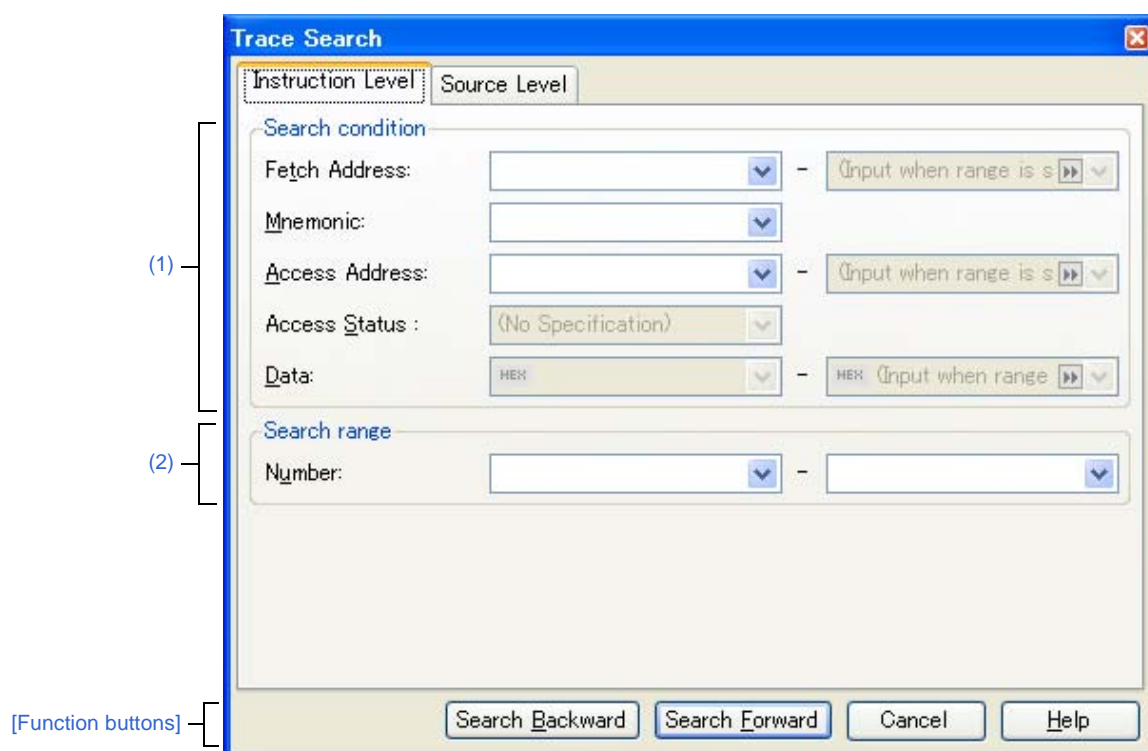 Trace Search
Instruction Level Source Level
Search condition
Fetch Address: - (Input when range is s
Mnemonic:
(1)
Access Address: - (Input when range is s
Access Status : (No Specification)
Data: HEX - HEX (Input when range
Search range
(2)
Number: -
[Function buttons]
Search Backward Search Forward Cancel Help